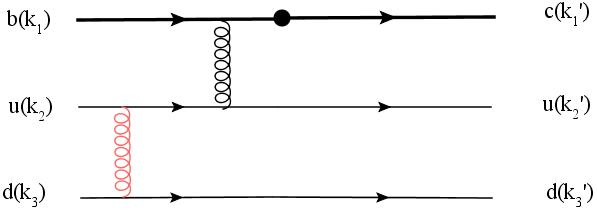 b(k₁) c(k₁')
u(k₂) u(k₂')
d(k₃) d(k₃')